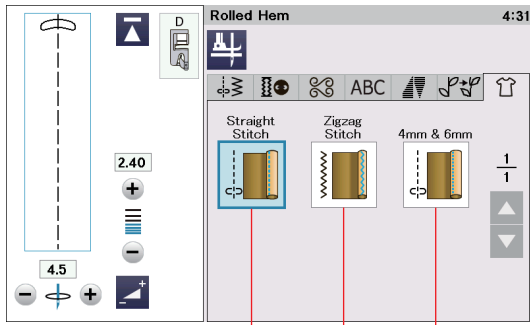 D
2.40
4.5
Rolled Hem 4:31
ABC
Straight
Stitch
Zigzag
Stitch
4mm & 6mm
1
1